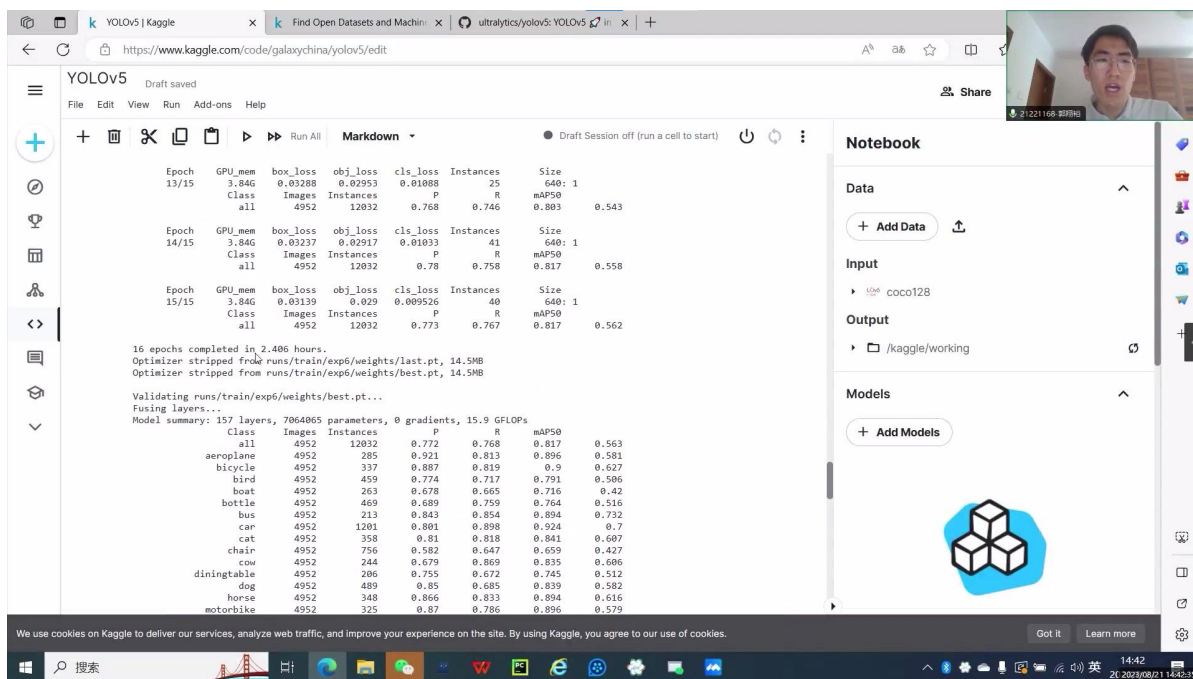 YOLOv5 | Kaggle
Find Open Datasets and Machin
ultralytics/yolov5: YOLOv5 🚀 in
https://www.kaggle.com/code/galaxychina/yolov5/edit
YOLOv5 Draft saved
File Edit View Run Add-ons Help
Share
Run All Markdown Draft Session off (run a cell to start)
Epoch GPU_mem box_loss obj_loss cls_loss Instances Size
13/15 3.84G 0.03288 0.02953 0.01088 25 640: 1
Class Images Instances P R mAP50
all 4952 12032 0.768 0.746 0.803 0.543
Epoch GPU_mem box_loss obj_loss cls_loss Instances Size
14/15 3.84G 0.03237 0.02917 0.01033 41 640: 1
Class Images Instances P R mAP50
all 4952 12032 0.78 0.758 0.817 0.558
Epoch GPU_mem box_loss obj_loss cls_loss Instances Size
15/15 3.84G 0.03139 0.029 0.009526 40 640: 1
Class Images Instances P R mAP50
all 4952 12032 0.773 0.767 0.817 0.562
16 epochs completed in 2.406 hours.
Optimizer stripped from runs/train/exp6/weights/last.pt, 14.5MB
Optimizer stripped from runs/train/exp6/weights/best.pt, 14.5MB
Validating runs/train/exp6/weights/best.pt...
Fusing layers...
Model summary: 157 layers, 7064065 parameters, 0 gradients, 15.9 GFLOPs
Class Images Instances P R mAP50
all 4952 12032 0.772 0.768 0.817 0.563
aeroplane 4952 285 0.921 0.813 0.896 0.581
bicycle 4952 337 0.887 0.819 0.9 0.627
bird 4952 459 0.774 0.717 0.791 0.506
boat 4952 263 0.678 0.665 0.716 0.42
bottle 4952 469 0.689 0.759 0.764 0.516
bus 4952 213 0.843 0.854 0.894 0.732
car 4952 1201 0.801 0.898 0.924 0.7
cat 4952 358 0.81 0.818 0.841 0.607
chair 4952 756 0.582 0.647 0.659 0.427
cow 4952 244 0.679 0.869 0.835 0.606
diningtable 4952 206 0.755 0.672 0.745 0.512
dog 4952 489 0.85 0.685 0.839 0.582
horse 4952 348 0.866 0.833 0.894 0.616
motorbike 4952 325 0.87 0.786 0.896 0.579
21221168-
Notebook
Data
+ Add Data
Input
coco128
Output
/kaggle/working
Models
+ Add Models
We use cookies on Kaggle to deliver our services, analyze web traffic, and improve your experience on the site. By using Kaggle, you agree to our use of cookies.
Got it Learn more
搜索
英
14:42
2023/08/21 14:42:3